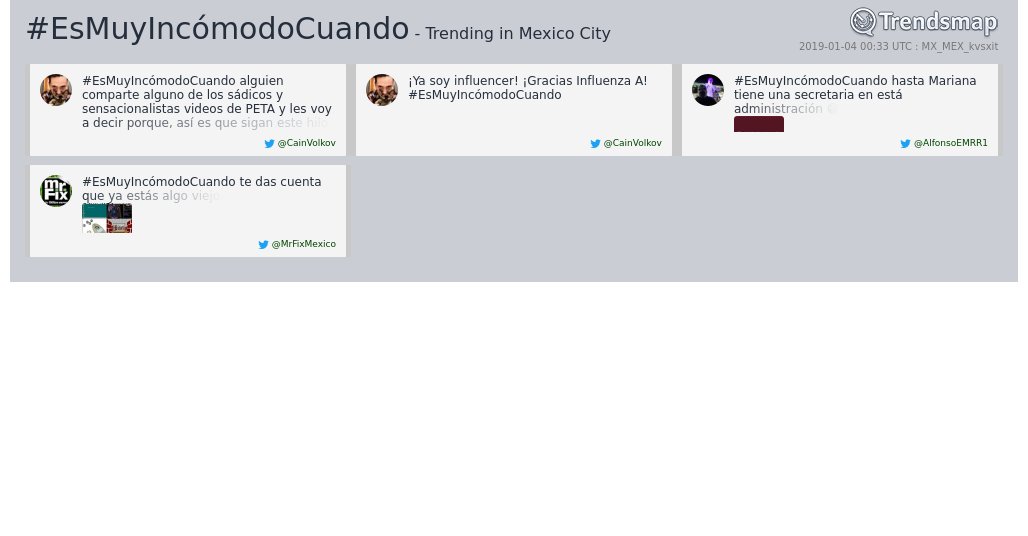 #EsMuyIncómodoCuando - Trending in Mexico City
Trendsmap
2019-01-04 00:33 UTC : MX_MEX_kvsxit
#EsMuyIncómodoCuando alguien
comparte alguno de los sádicos y
sensacionalistas videos de PETA y les voy
a decir porque, así es que sigan este hilo
@CainVolkov
¡Ya soy influencer! ¡Gracias Influenza A!
#EsMuyIncómodoCuando
@CainVolkov
#EsMuyIncómodoCuando hasta Mariana
tiene una secretaria en está
administración
@AlfonsoEMRR1
mr.
Fix
#EsMuyIncómodoCuando te das cuenta
que ya estás algo viejo
@MrFixMexico